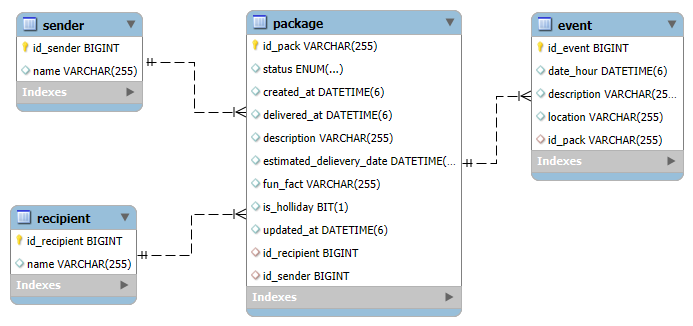 sender
id_sender BIGINT
name VARCHAR(255)
Indexes
recipient
id_recipient BIGINT
name VARCHAR(255)
Indexes
package
id_pack VARCHAR(255)
status ENUM(...)
created_at DATETIME(6)
delivered_at DATETIME(6)
description VARCHAR(255)
estimated_delievery_date DATETIME(...
fun_fact VARCHAR(255)
is_holliday BIT(1)
updated_at DATETIME(6)
id_recipient BIGINT
id_sender BIGINT
Indexes
event
id_event BIGINT
date_hour DATETIME(6)
description VARCHAR(25...
location VARCHAR(255)
id_pack VARCHAR(255)
Indexes